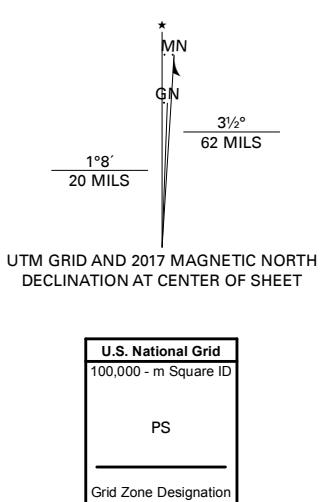 ★
MN
GN
3½°
62 MILS
1°8´
20 MILS
UTM GRID AND 2017 MAGNETIC NORTH
DECLINATION AT CENTER OF SHEET
U.S. National Grid
100,000 - m Square ID
PS
Grid Zone Designation